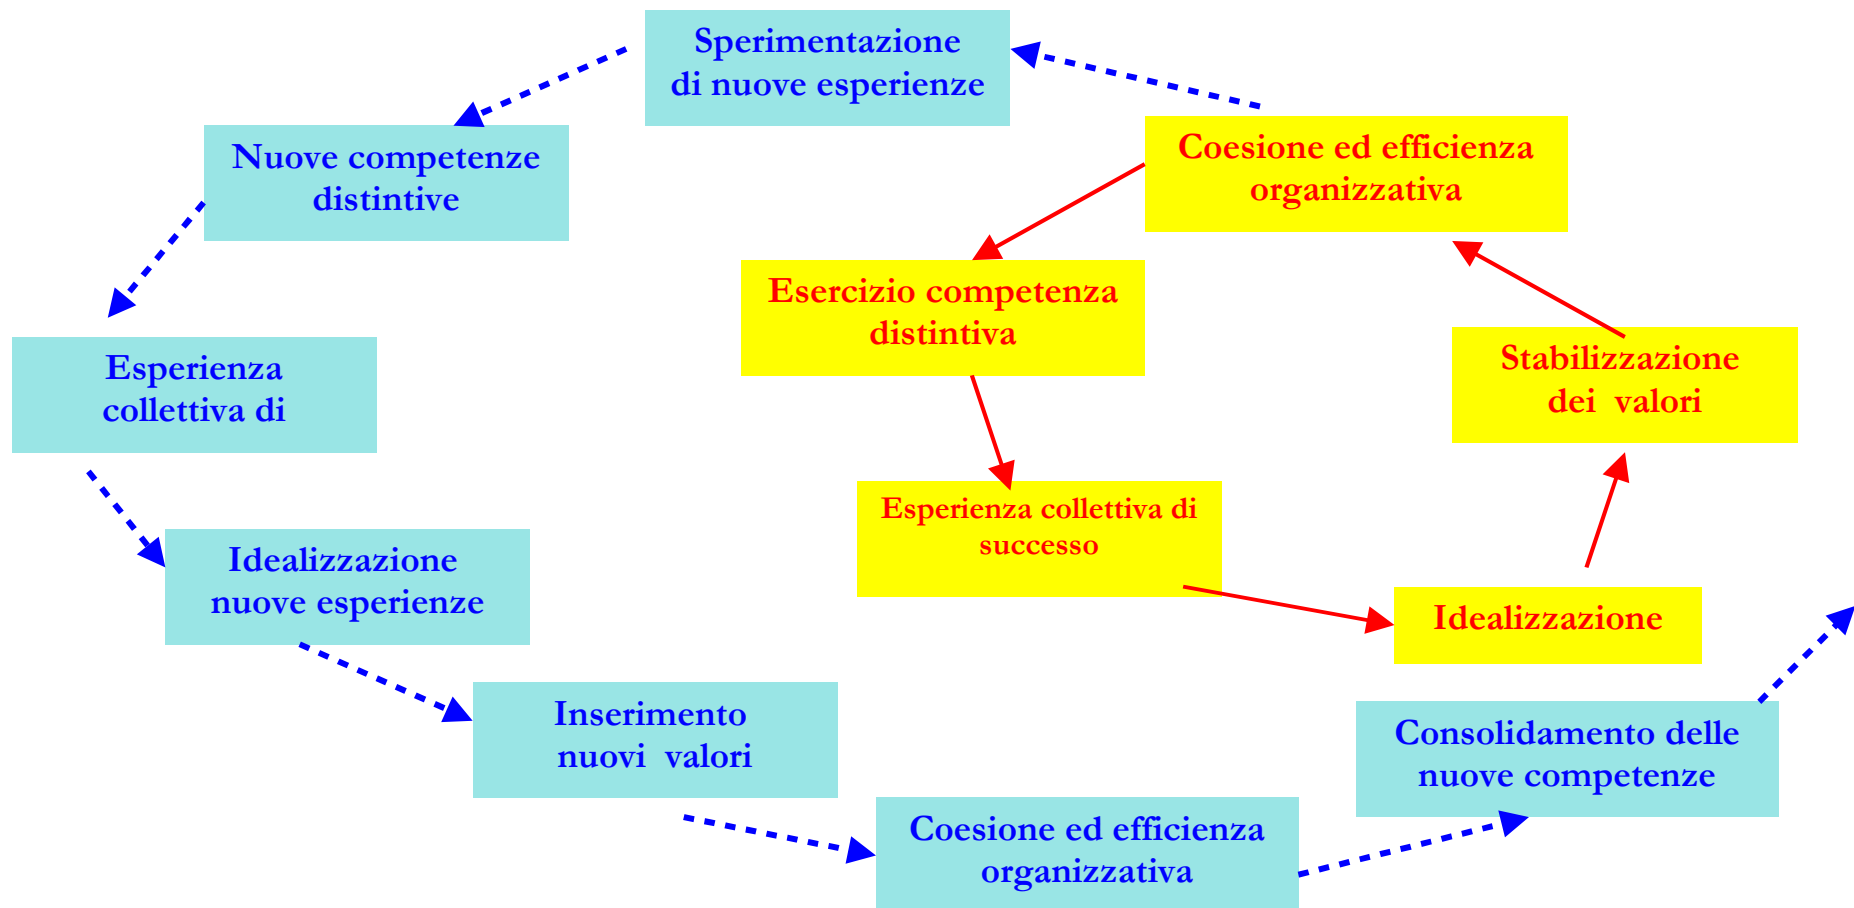 Sperimentazione
di nuove esperienze
Nuove competenze
distintive
Coesione ed efficienza
organizzativa
Esercizio competenza
distintiva
Esperienza
collettiva di
Stabilizzazione
dei valori
Esperienza collettiva di
successo
Idealizzazione
nuove esperienze
Idealizzazione
Inserimento
nuovi valori
Consolidamento delle
nuove competenze
Coesione ed efficienza
organizzativa